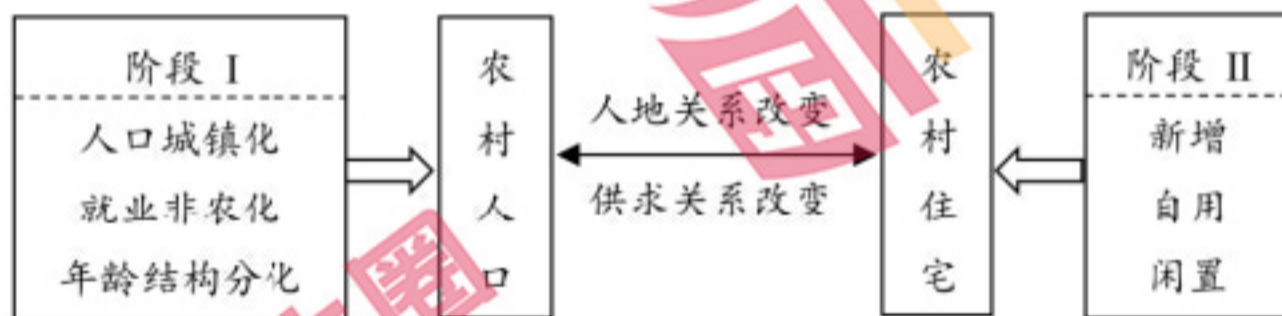 阶段 I
人口城镇化
就业非农化
年龄结构分化
农村人口
人地关系改变
供求关系改变
农村住宅
阶段 II
新增
自用
闲置